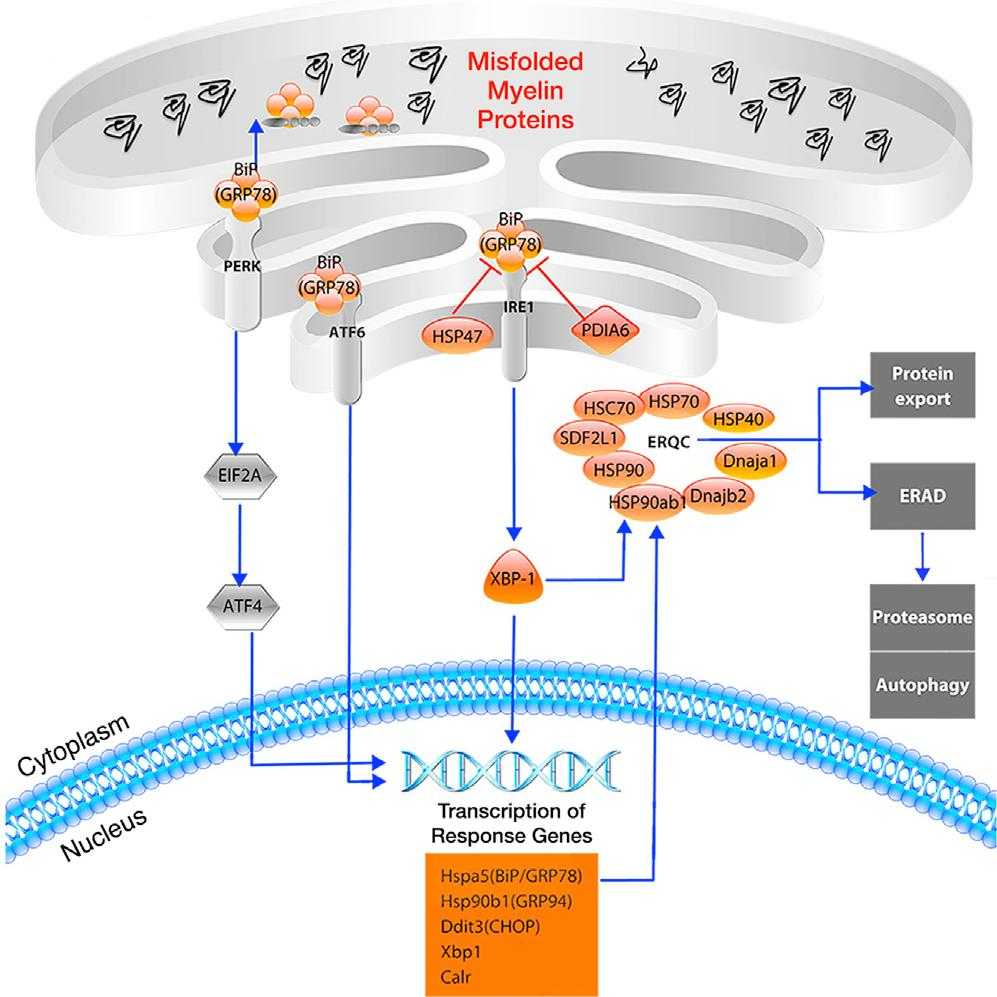 Misfolded
Myelin
Proteins
BiP
(GRP78)
PERK
BiP
(GRP78)
ATF6
BiP
(GRP78)
IRE1
HSP47
PDIA6
HSC70
HSP70
HSP40
SDF2L1
ERQC
HSP90
Dnaja1
HSP90ab1
Dnajb2
Protein
export
ERAD
Proteasome
Autophagy
EIF2A
ATF4
XBP-1
Cytoplasm
Nucleus
Transcription of
Response Genes
Hspa5(BiP/GRP78)
Hsp90b1(GRP94)
Ddit3(CHOP)
Xbp1
Calr